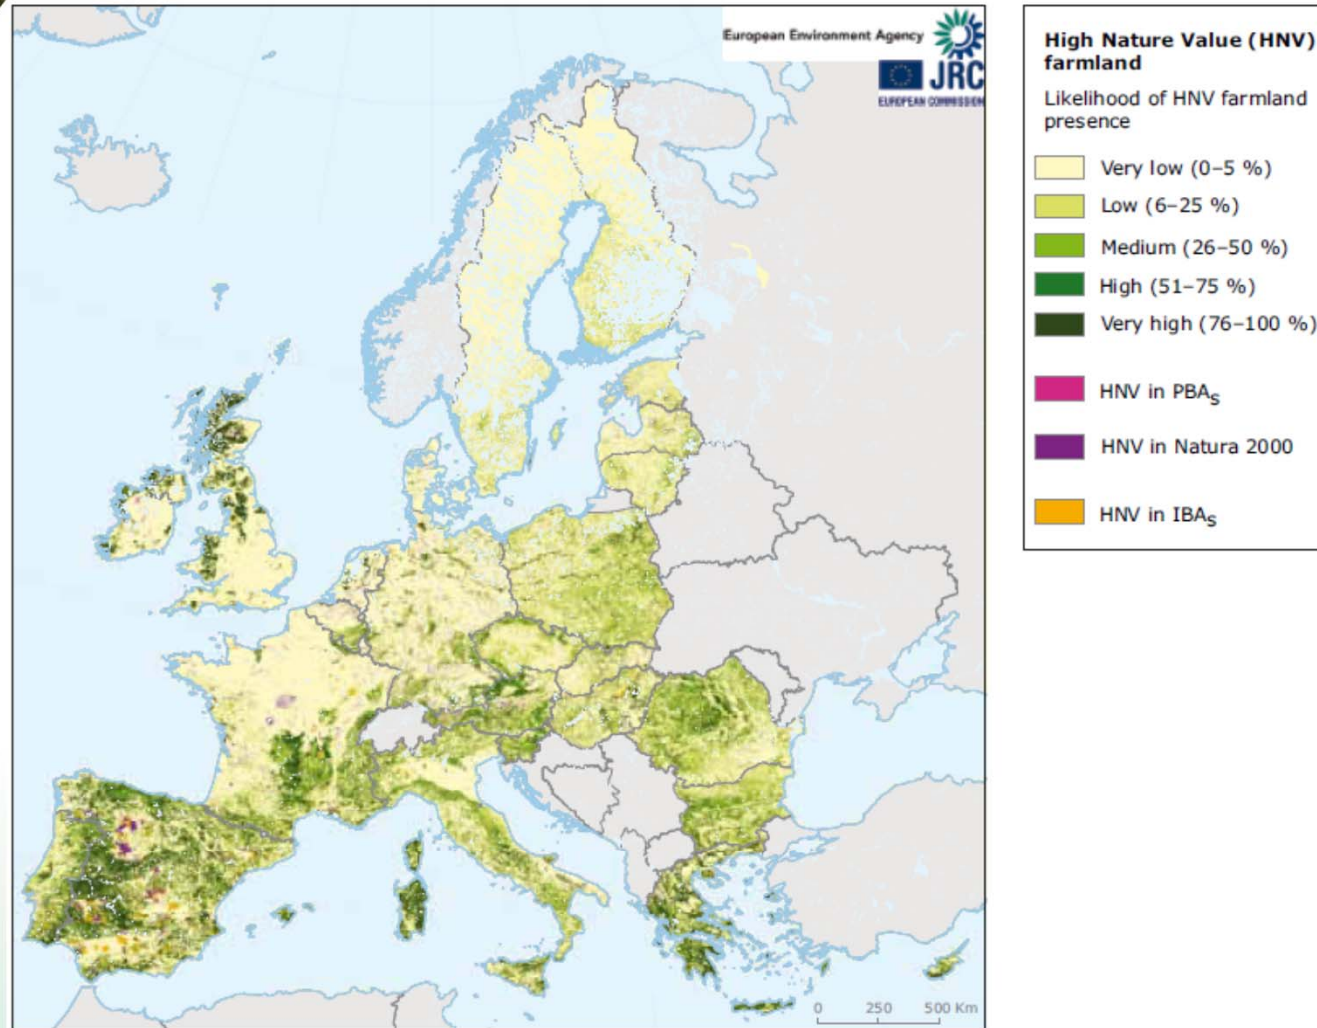 European Environment Agency
JRC
EUROPEAN COMMISSION
High Nature Value (HNV)
farmland
Likelihood of HNV farmland
presence
Very low (0–5 %)
Low (6–25 %)
Medium (26–50 %)
High (51–75 %)
Very high (76–100 %)
HNV in PBAs
HNV in Natura 2000
HNV in IBAs
0 250 500 Km